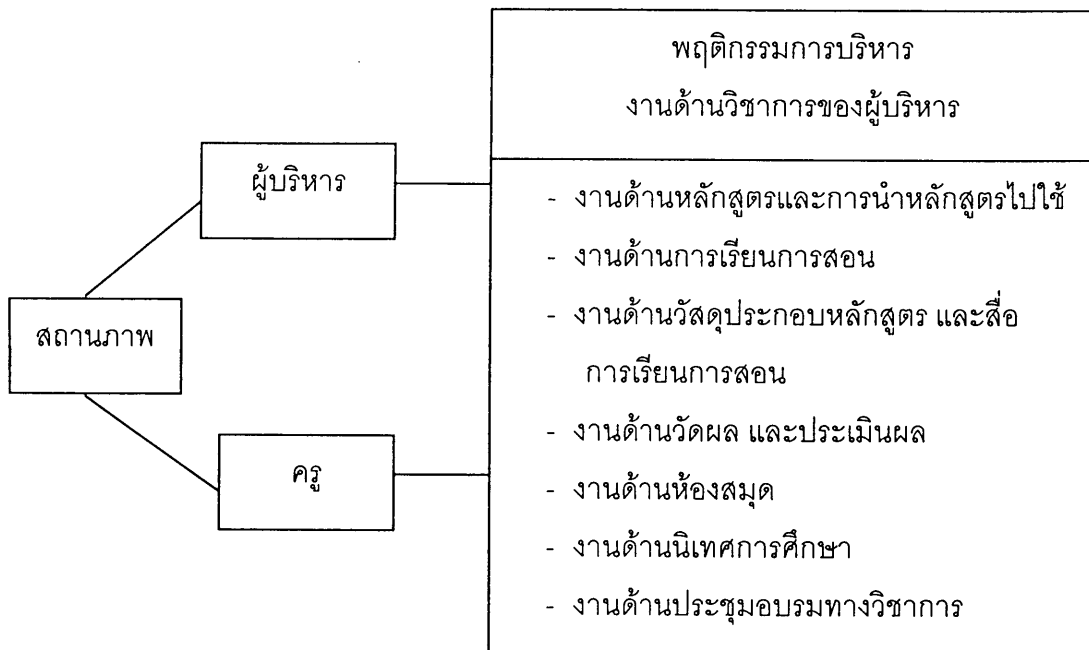 พฤติกรรมการบริหาร
งานด้านวิชาการของผู้บริหาร
ผู้บริหาร
สถานภาพ
ครู
- งานด้านหลักสูตรและการนำหลักสูตรไปใช้
- งานด้านการเรียนการสอน
- งานด้านวัสดุประกอบหลักสูตร และสื่อ
การเรียนการสอน
- งานด้านวัดผล และประเมินผล
- งานด้านห้องสมุด
- งานด้านนิเทศการศึกษา
- งานด้านประชุมอบรมทางวิชาการ